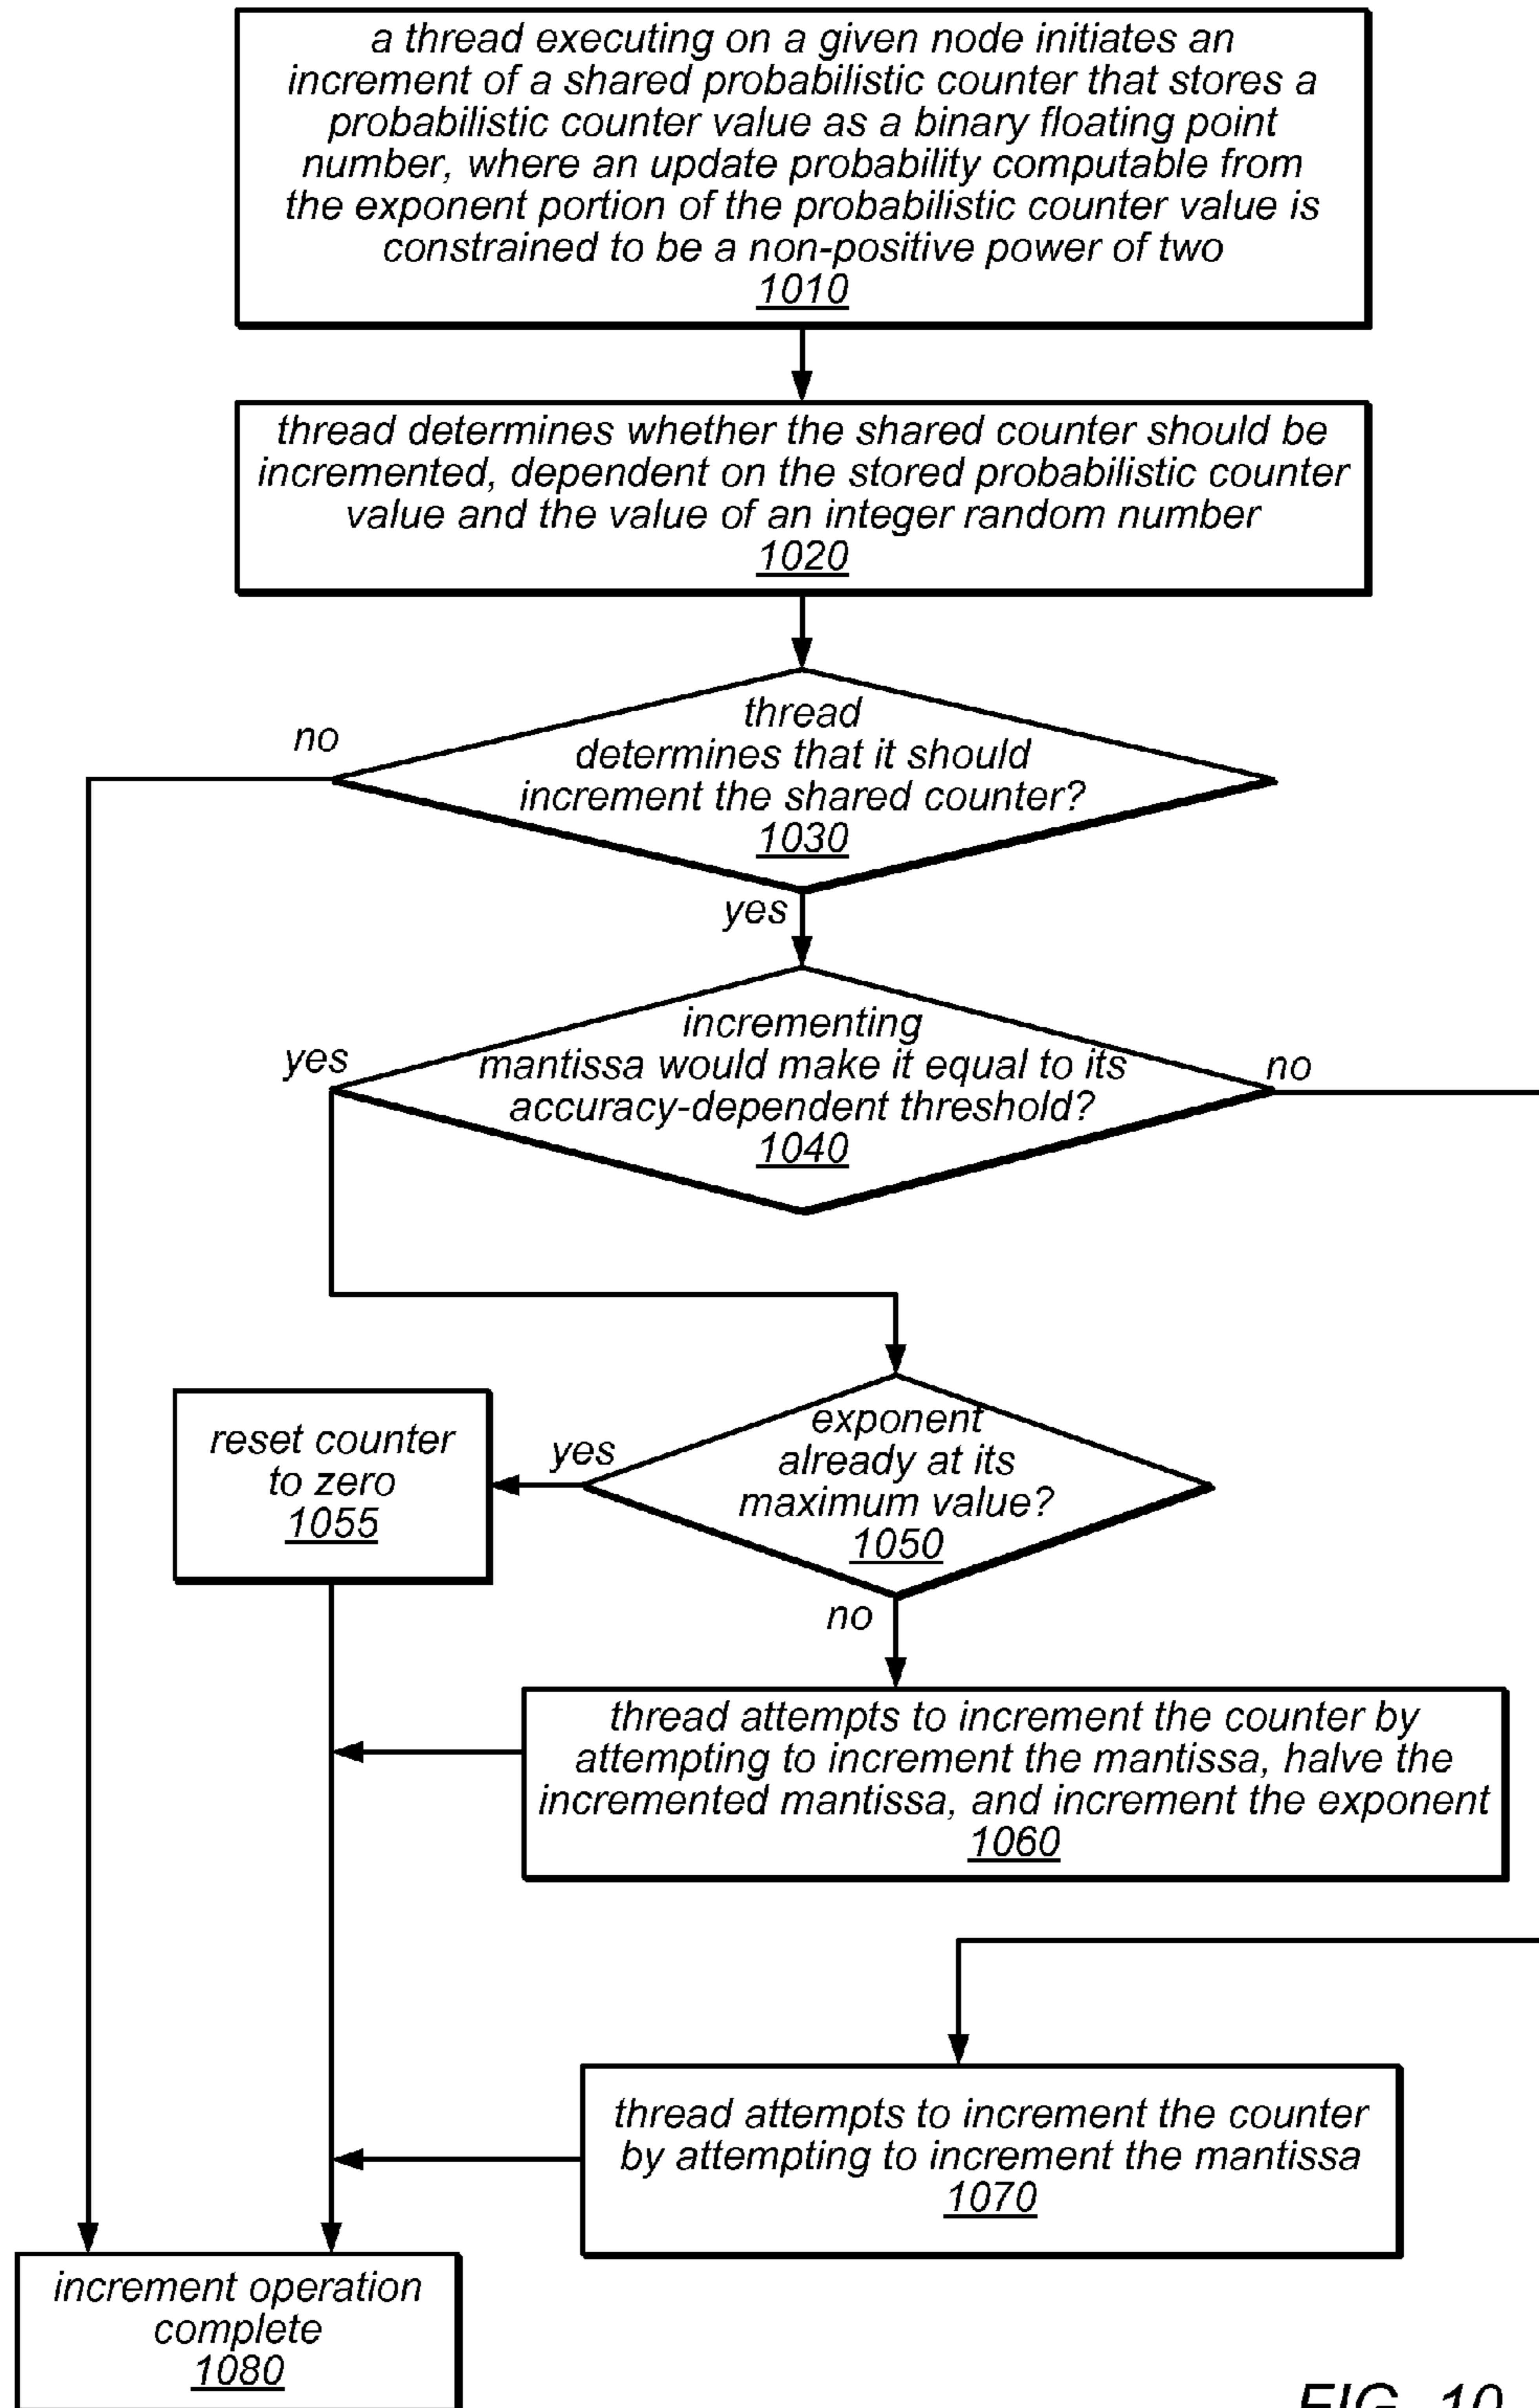 a thread executing on a given node initiates an
increment of a shared probabilistic counter that stores a
probabilistic counter value as a binary floating point
number, where an update probability computable from
the exponent portion of the probabilistic counter value is
constrained to be a non-positive power of two
1010
thread determines whether the shared counter should be
incremented, dependent on the stored probabilistic counter
value and the value of an integer random number
1020
no
thread
determines that it should
increment the shared counter?
1030
yes
yes
incrementing
mantissa would make it equal to its
accuracy-dependent threshold?
1040
no
reset counter
to zero
1055
yes
exponent
already at its
maximum value?
1050
no
thread attempts to increment the counter by
attempting to increment the mantissa, halve the
incremented mantissa, and increment the exponent
1060
thread attempts to increment the counter
by attempting to increment the mantissa
1070
increment operation
complete
1080
FIG. 10